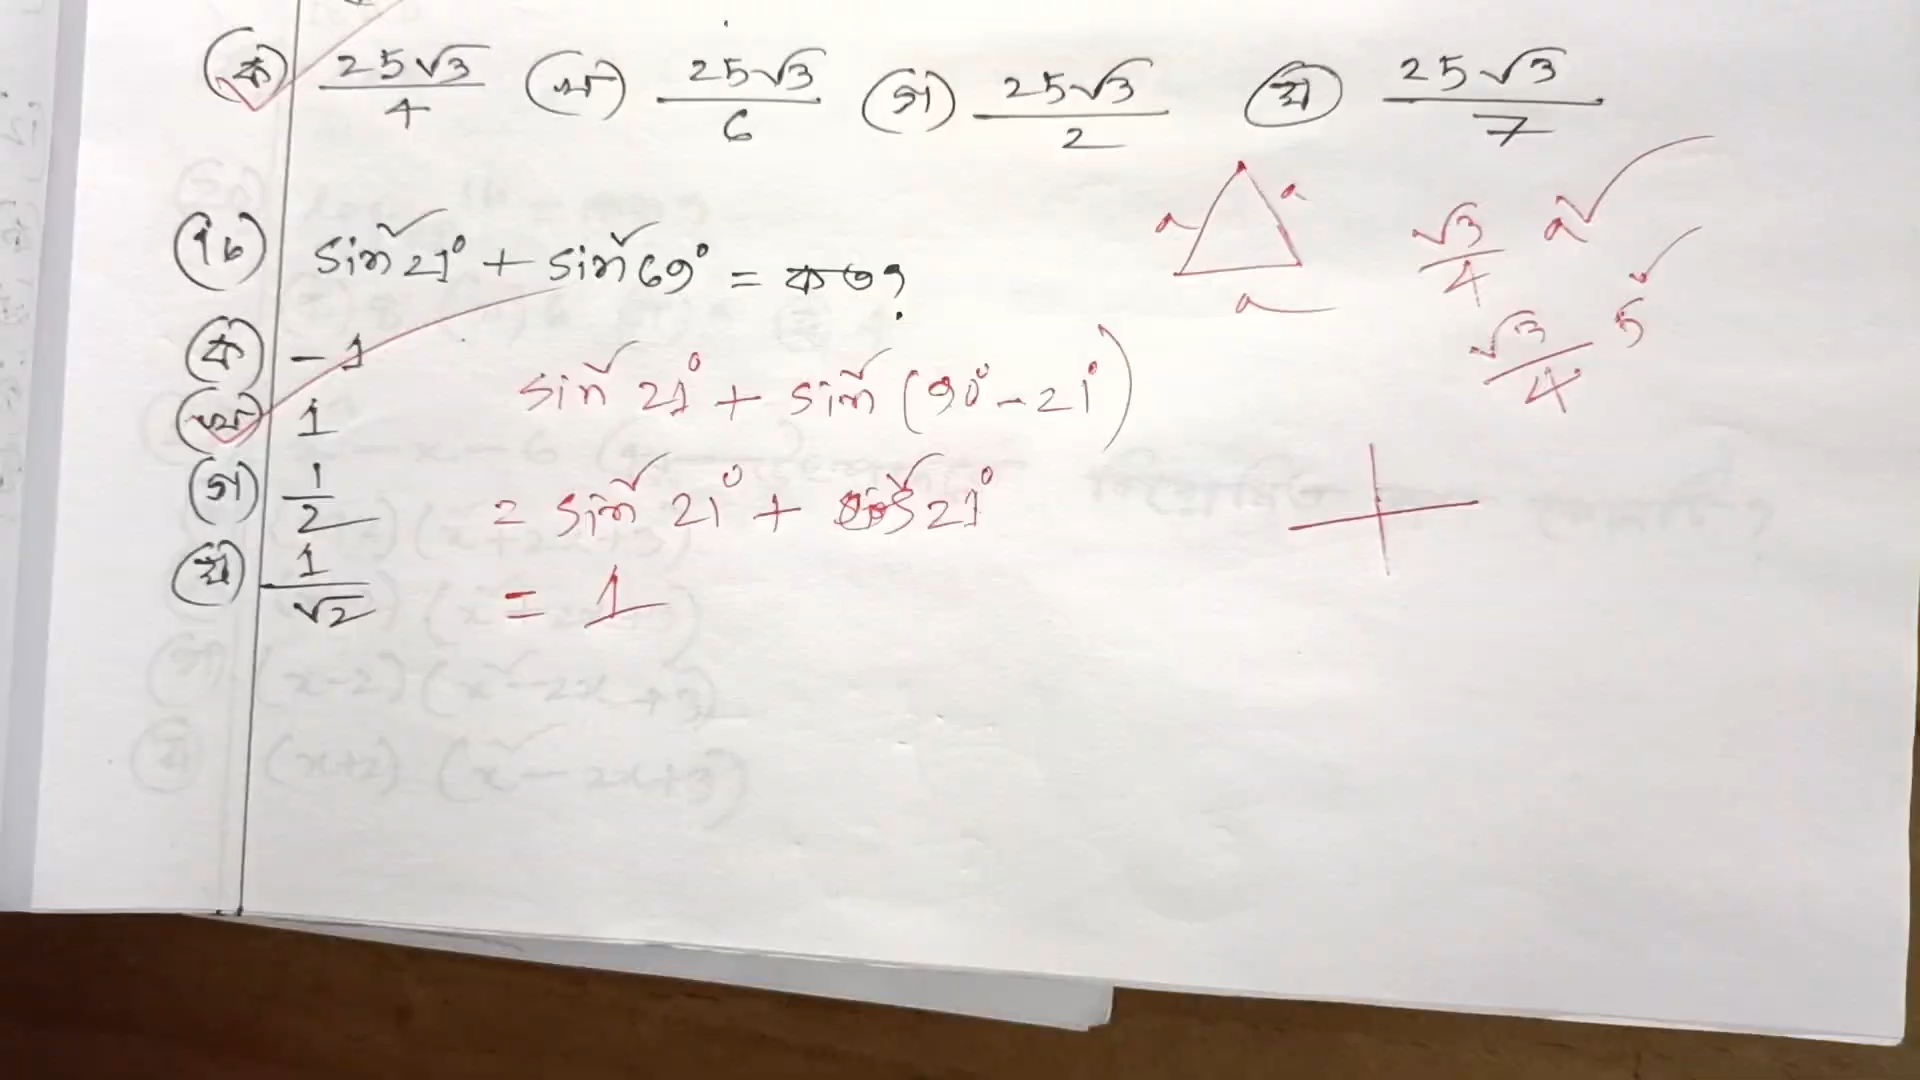 (ক) 25√3/4 (খ) 25√3/6 (গ) 25√3/2 (ঘ) 25√3/7
(১৮) sin²21° + sin²69° = কত?
(ক) -1
(খ) 1
(গ) 1/2
(ঘ) 1/√2
a a
a
√3/4 a²
√3/4 5²
sin²21° + sin²(90°-21°)
= sin²21° + cos²21°
= 1